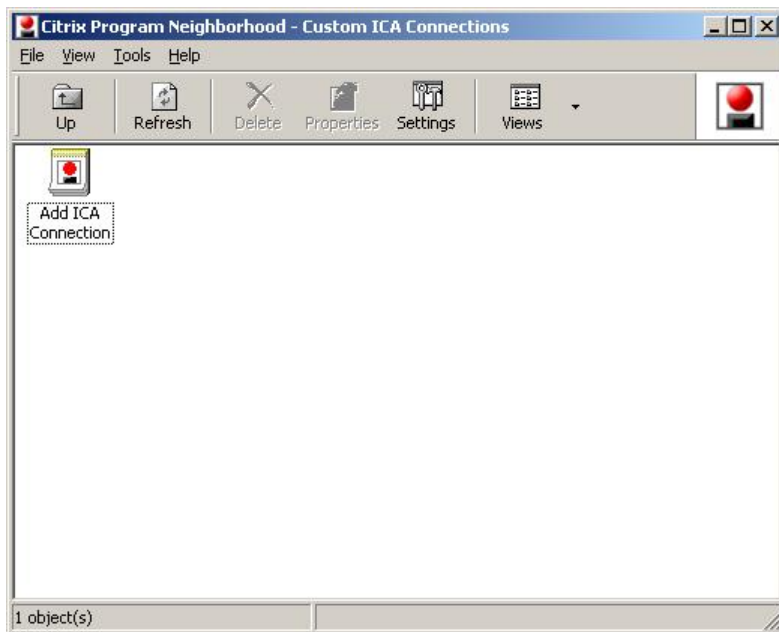 Citrix Program Neighborhood - Custom ICA Connections
File View Tools Help
Up Refresh Delete Properties Settings Views
Add ICA
Connection
1 object(s)